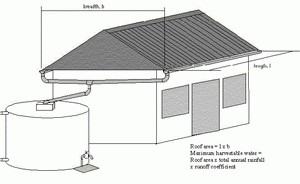 breadth, b
length, l
Roof area = l x b
Maximum harvestable water =
Roof area x total annual rainfall
x runoff coefficient